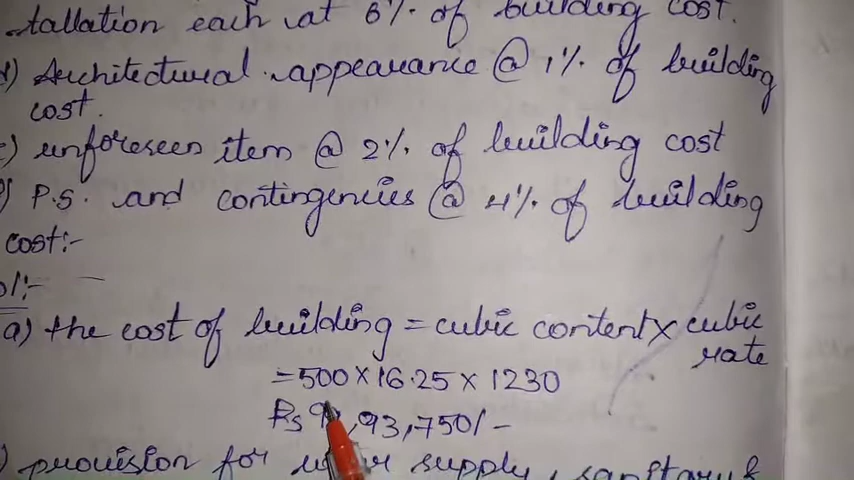 tallation each at 6% of building cost.
d) Architectural appearance @ 1% of building
cost.
e) unforeseen item @ 2% of building cost
P.S. and contingencies @ 4% of building
cost:-
Sol:-
a) the cost of building = cubic content x cubic
rate
= 500 x 16.25 x 1230
Rs ,93,750/-
provision for supply, sanitary &